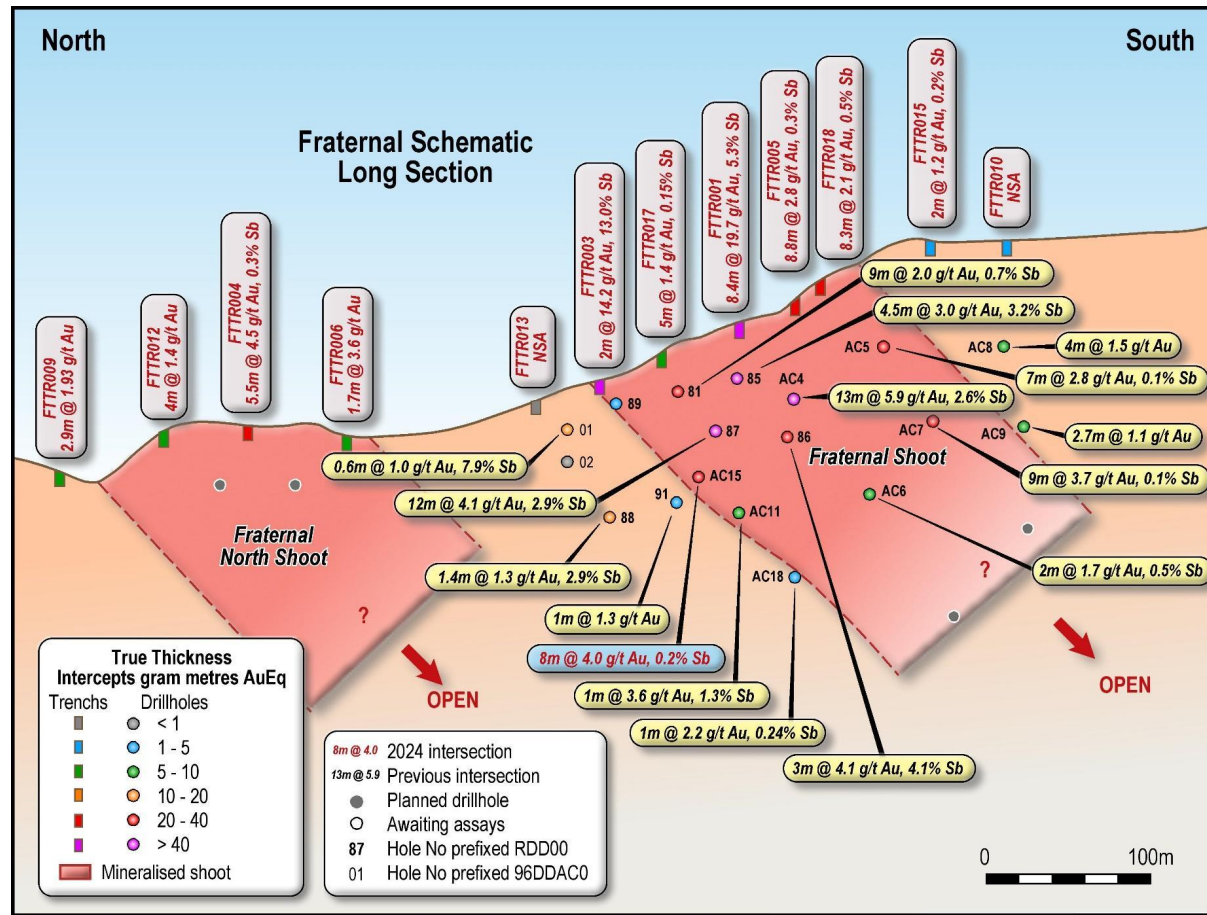 North
South
Fraternal Schematic
Long Section
FTTR009
2.9m @ 1.93 g/t Au
FTTR012
4m @ 1.4 g/t Au
FTTR004
5.5m @ 4.5 g/t Au, 0.3% Sb
FTTR006
1.7m @ 3.6 g/t Au
FTTR013
NSA
FTTR003
2m @ 14.2 g/t Au, 13.0% Sb
FTTR017
5m @ 1.4 g/t Au, 0.15% Sb
FTTR001
8.4m @ 19.7 g/t Au, 5.3% Sb
FTTR005
8.8m @ 2.8 g/t Au, 0.3% Sb
FTTR018
8.3m @ 2.1 g/t Au, 0.5% Sb
FTTR015
2m @ 1.2 g/t Au, 0.2% Sb
FTTR010
NSA
9m @ 2.0 g/t Au, 0.7% Sb
4.5m @ 3.0 g/t Au, 3.2% Sb
AC5
AC8
4m @ 1.5 g/t Au
7m @ 2.8 g/t Au, 0.1% Sb
85
AC4
81
89
13m @ 5.9 g/t Au, 2.6% Sb
01
87
86
AC7
AC9
2.7m @ 1.1 g/t Au
Fraternal Shoot
0.6m @ 1.0 g/t Au, 7.9% Sb
02
9m @ 3.7 g/t Au, 0.1% Sb
AC15
AC6
12m @ 4.1 g/t Au, 2.9% Sb
91
88
AC11
Fraternal
North Shoot
1.4m @ 1.3 g/t Au, 2.9% Sb
AC18
?
2m @ 1.7 g/t Au, 0.5% Sb
?
1m @ 1.3 g/t Au
8m @ 4.0 g/t Au, 0.2% Sb
OPEN
OPEN
1m @ 3.6 g/t Au, 1.3% Sb
1m @ 2.2 g/t Au, 0.24% Sb
3m @ 4.1 g/t Au, 4.1% Sb
True Thickness
Intercepts gram metres AuEq
Trenchs Drillholes
< 1
1 - 5
5 - 10
10 - 20
20 - 40
> 40
Mineralised shoot
8m @ 4.0 2024 intersection
13m @ 5.9 Previous intersection
Planned drillhole
Awaiting assays
87 Hole No prefixed RDD00
01 Hole No prefixed 96DDAC0
0 100m